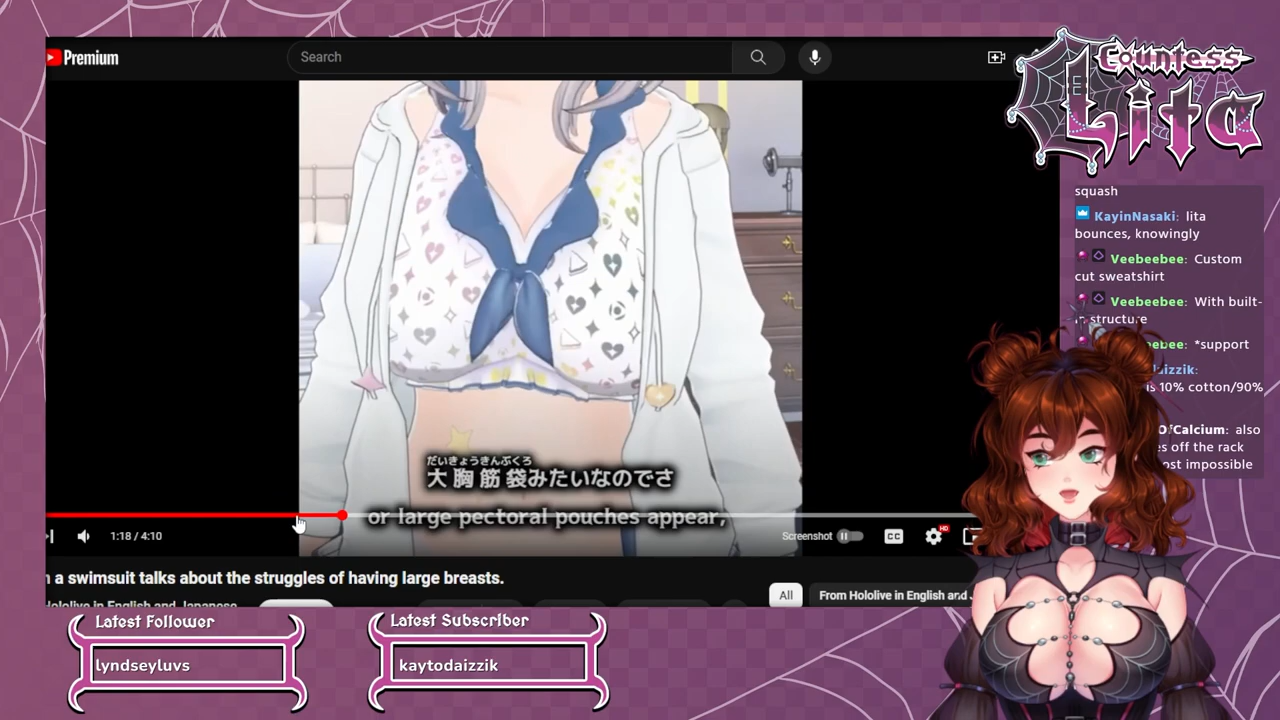 Premium
Search
Countess
Lita
squash
KayinNasaki: lita
bounces, knowingly
Veebeebee: Custom
cut sweatshirt
Veebeebee: With built-
structure
eebee: *support
daizzik:
is 10% cotton/90%
OfCalcium: also
es off the rack
ost impossible
だいきょうきんぶくろ
大胸筋袋みたいなのでさ
or large pectoral pouches appear,
1:18 / 4:10
Screenshot
CC
HD
a swimsuit talks about the struggles of having large breasts.
Hololive in English and Japanese
All
From Hololive in English and
Latest Follower
lyndseyluvs
Latest Subscriber
kaytodaizzik